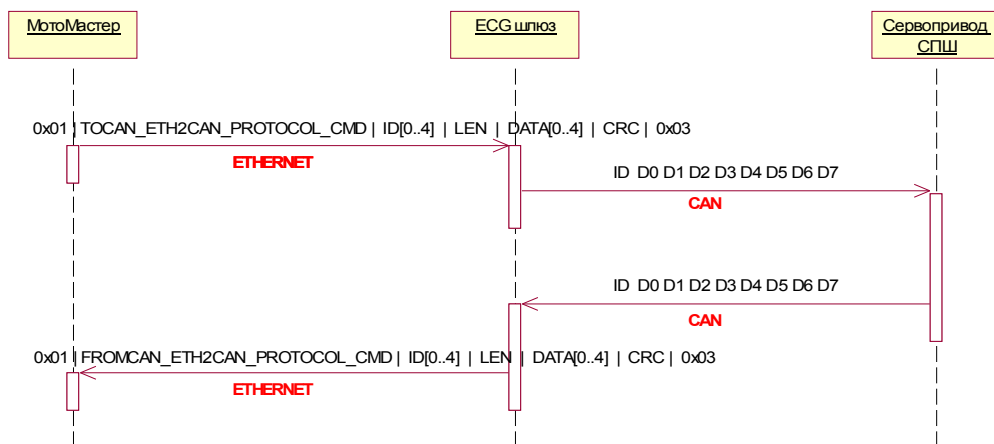 МотоМастер
ECG шлюз
Сервопривод
СПШ
0x01 | TOCAN_ETH2CAN_PROTOCOL_CMD | ID[0..4] | LEN | DATA[0..4] | CRC | 0x03
ETHERNET
ID D0 D1 D2 D3 D4 D5 D6 D7
CAN
ID D0 D1 D2 D3 D4 D5 D6 D7
CAN
0x01 | FROMCAN_ETH2CAN_PROTOCOL_CMD | ID[0..4] | LEN | DATA[0..4] | CRC | 0x03
ETHERNET